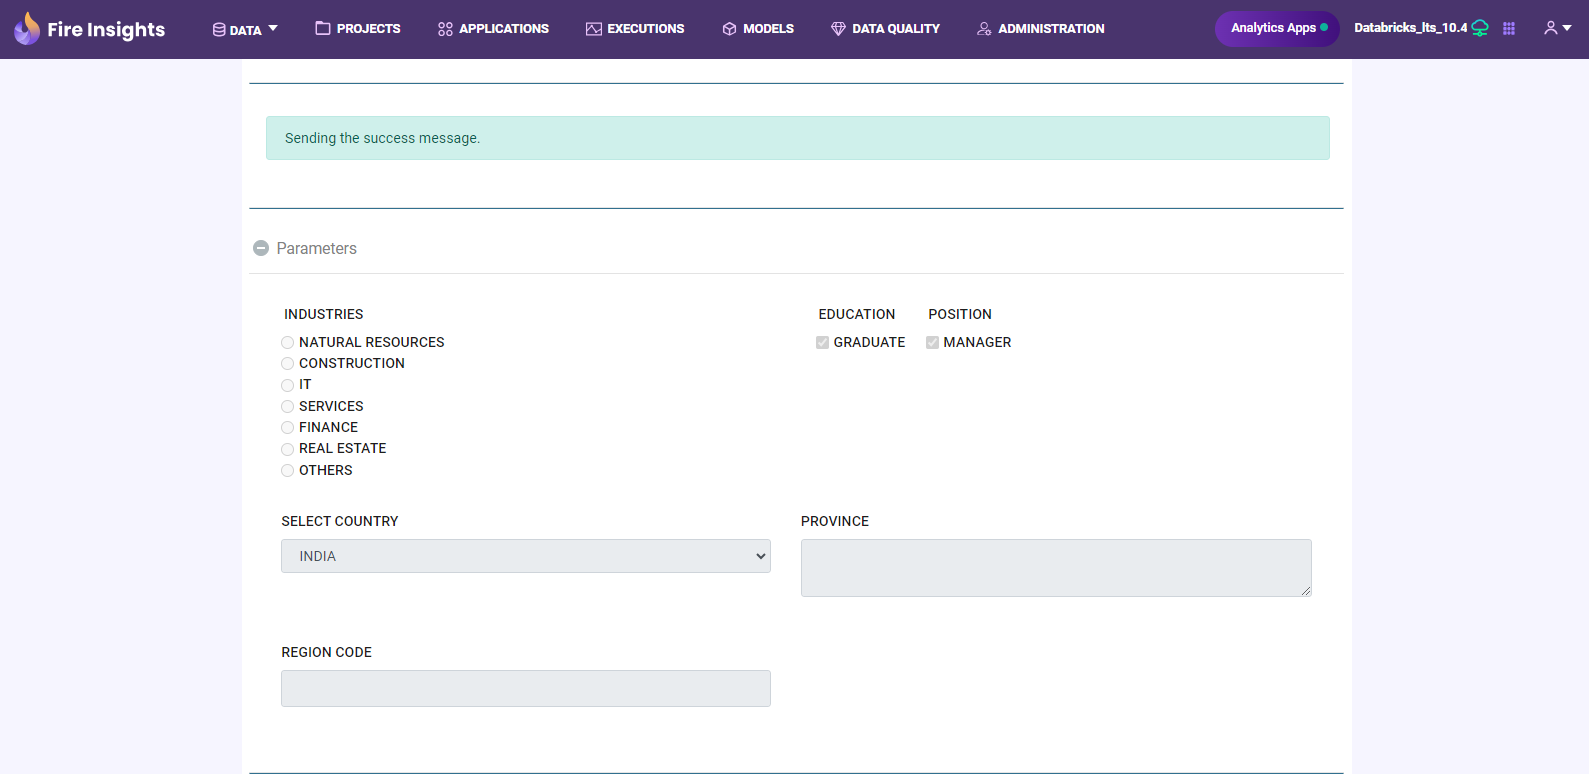 Fire Insights DATA PROJECTS APPLICATIONS EXECUTIONS MODELS DATA QUALITY ADMINISTRATION Analytics Apps Databricks_lts_10.4
Sending the success message.
Parameters
INDUSTRIES
NATURAL RESOURCES
CONSTRUCTION
IT
SERVICES
FINANCE
REAL ESTATE
OTHERS
EDUCATION
GRADUATE
POSITION
MANAGER
SELECT COUNTRY
INDIA
PROVINCE
REGION CODE